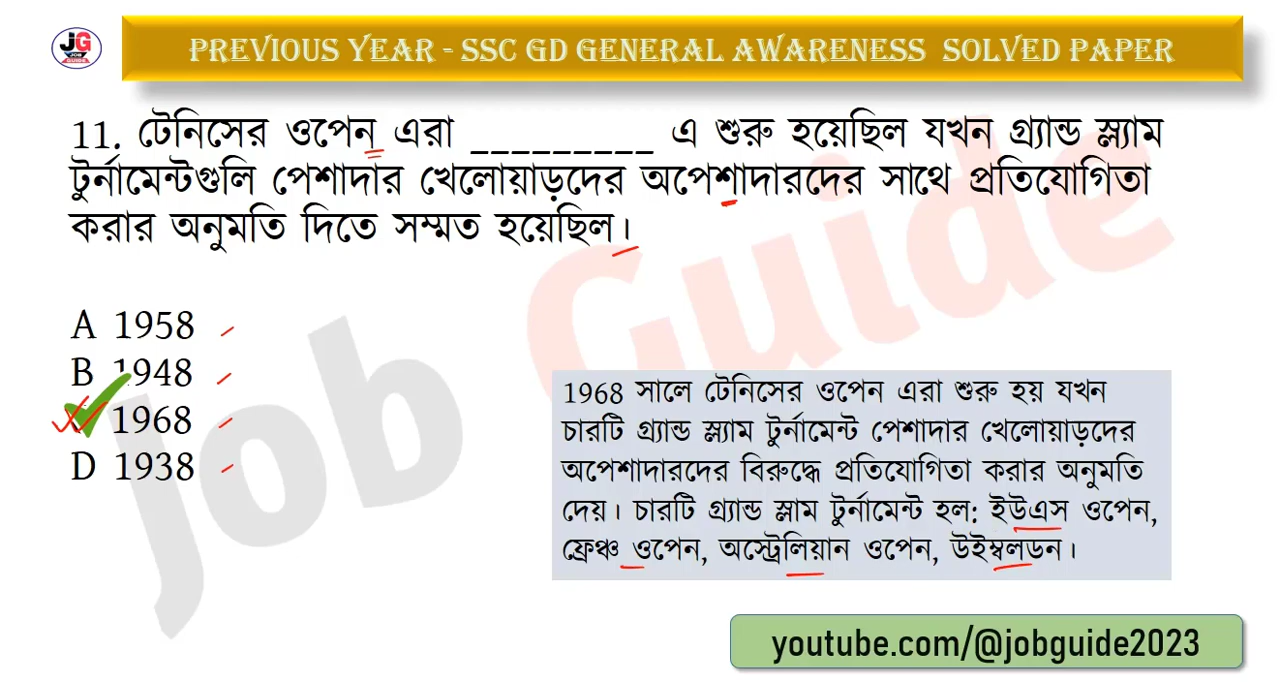 JG
Job
GUIDE
PREVIOUS YEAR - SSC GD GENERAL AWARENESS SOLVED PAPER
11. টেনিসের ওপেন এরা _________ এ শুরু হয়েছিল যখন গ্র্যান্ড স্ল্যাম
টুর্নামেন্টগুলি পেশাদার খেলোয়াড়দের অপেশাদারদের সাথে প্রতিযোগিতা
করার অনুমতি দিতে সম্মত হয়েছিল।
A 1958
B 1948
1968
D 1938
1968 সালে টেনিসের ওপেন এরা শুরু হয় যখন
চারটি গ্র্যান্ড স্ল্যাম টুর্নামেন্ট পেশাদার খেলোয়াড়দের
অপেশাদারদের বিরুদ্ধে প্রতিযোগিতা করার অনুমতি
দেয়। চারটি গ্র্যান্ড স্লাম টুর্নামেন্ট হল: ইউএস ওপেন,
ফ্রেঞ্চ ওপেন, অস্ট্রেলিয়ান ওপেন, উইম্বলডন।
Job Guide
youtube.com/@jobguide2023